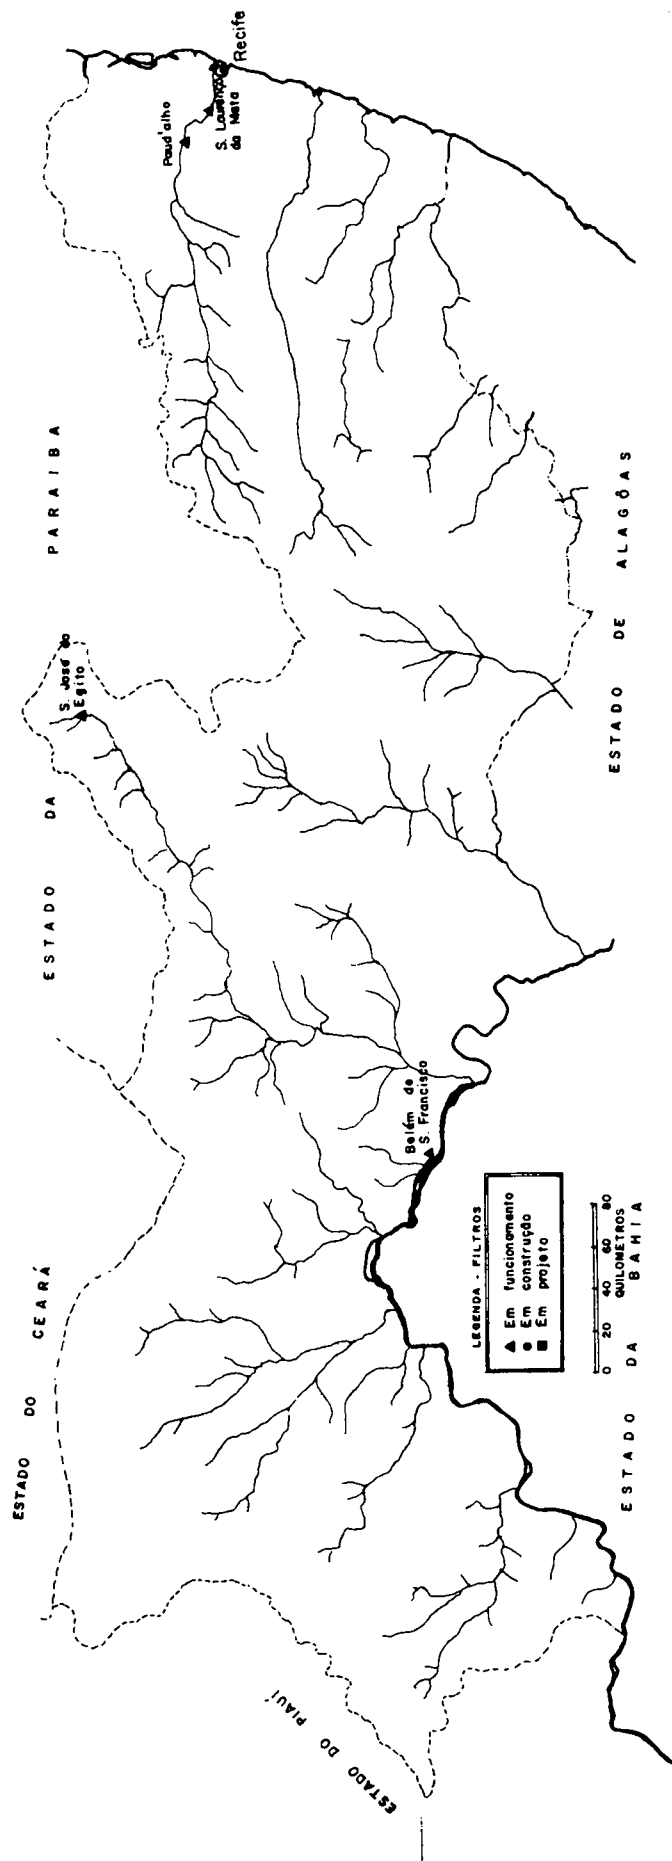 ESTADO DO CEARÁ
ESTADO DA PARAIBA
ESTADO DO PIAUÍ
S. José do
Egito
Paud'alho
S. Lourenço
da Mata
Recife
Belém de
S. Francisco
LEGENDA - FILTROS
Em funcionamento
Em construção
Em projeto
0 20 40 60 80
QUILOMETROS
ESTADO DA BAHIA
ESTADO DE ALAGÔAS